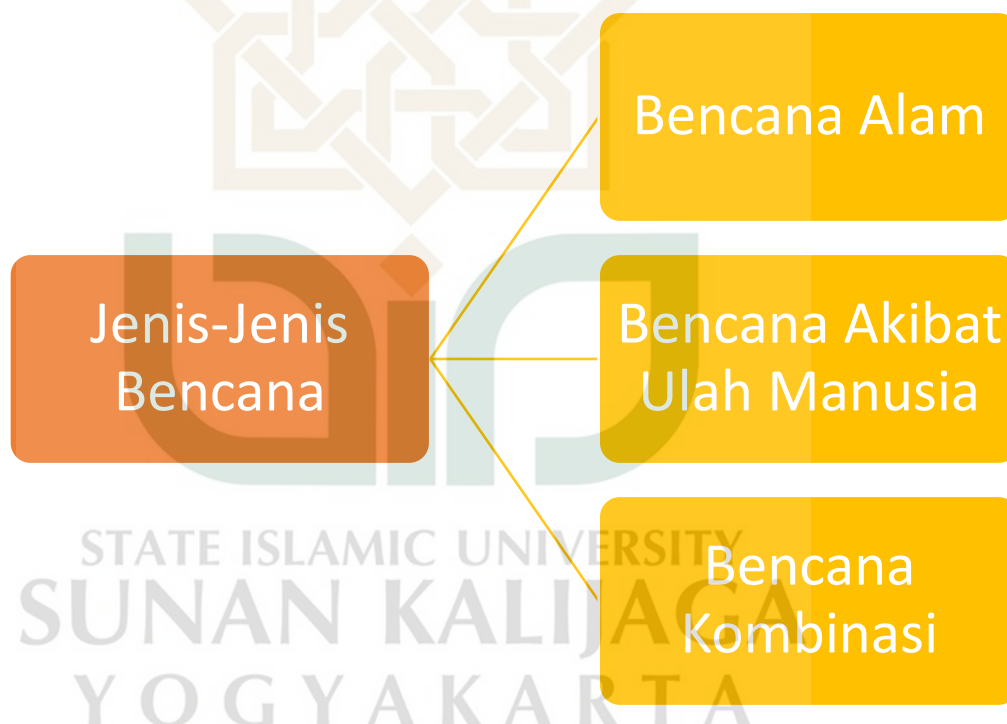 Bencana Alam
Jenis-Jenis
Bencana
Bencana Akibat
Ulah Manusia
Bencana
Kombinasi
STATE ISLAMIC UNIVERSITY
SUNAN KALIJAGA
YOGYAKARTA